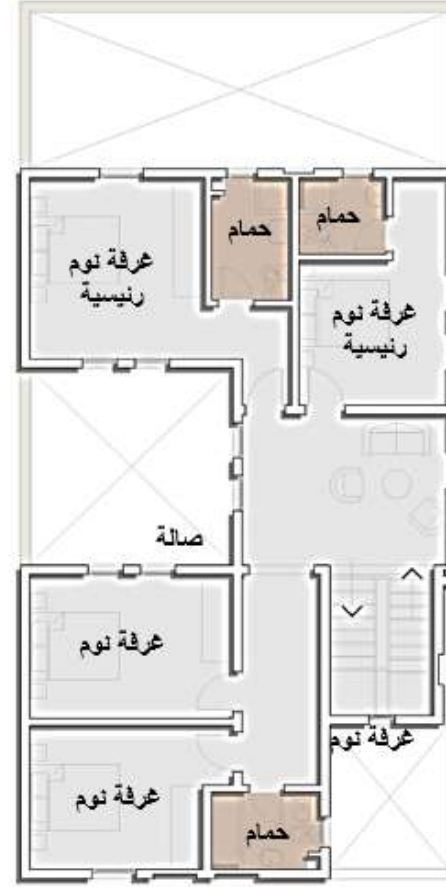 حمام
حمام
غرفة نوم
رئيسية
غرفة نوم
رئيسية
صالة
غرفة نوم
غرفة نوم
غرفة نوم
حمام